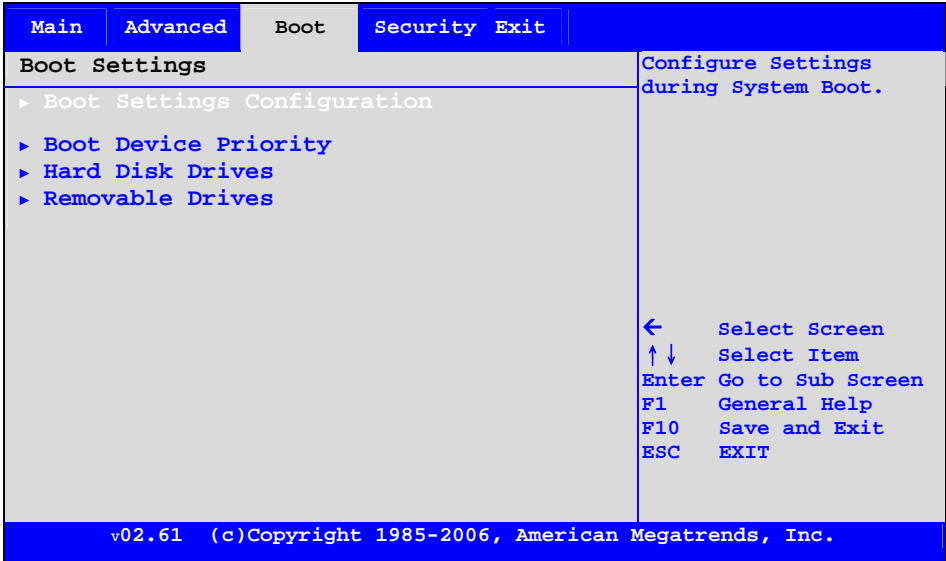 Main Advanced Boot Security Exit
Boot Settings
► Boot Settings Configuration
► Boot Device Priority
► Hard Disk Drives
► Removable Drives
Configure Settings
during System Boot.
← Select Screen
↑↓ Select Item
Enter Go to Sub Screen
F1 General Help
F10 Save and Exit
ESC EXIT
v02.61 (c)Copyright 1985-2006, American Megatrends, Inc.